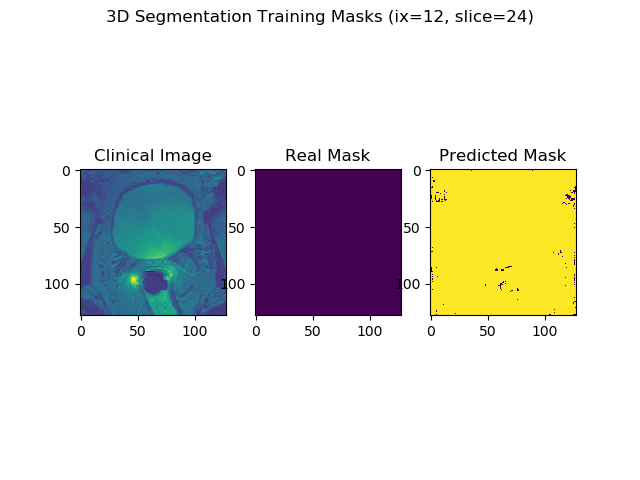 3D Segmentation Training Masks (ix=12, slice=24)
Clinical Image Real Mask Predicted Mask
0 0 0
50 50 50
100 100 100
0 50 100 0 50 100 0 50 100